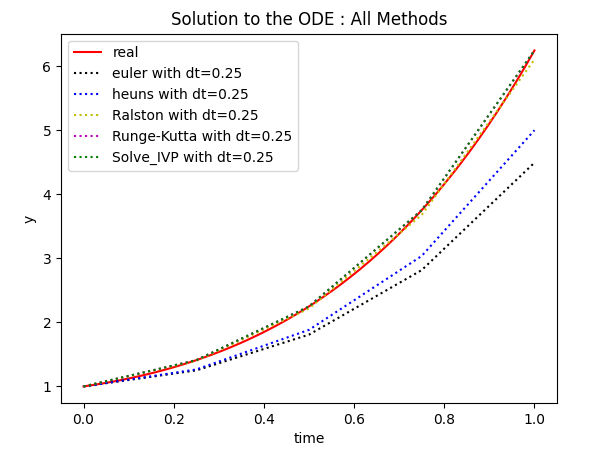 Solution to the ODE : All Methods
real
euler with dt=0.25
heuns with dt=0.25
Ralston with dt=0.25
Runge-Kutta with dt=0.25
Solve_IVP with dt=0.25
6
5
4
3
2
1
y
0.0 0.2 0.4 0.6 0.8 1.0
time